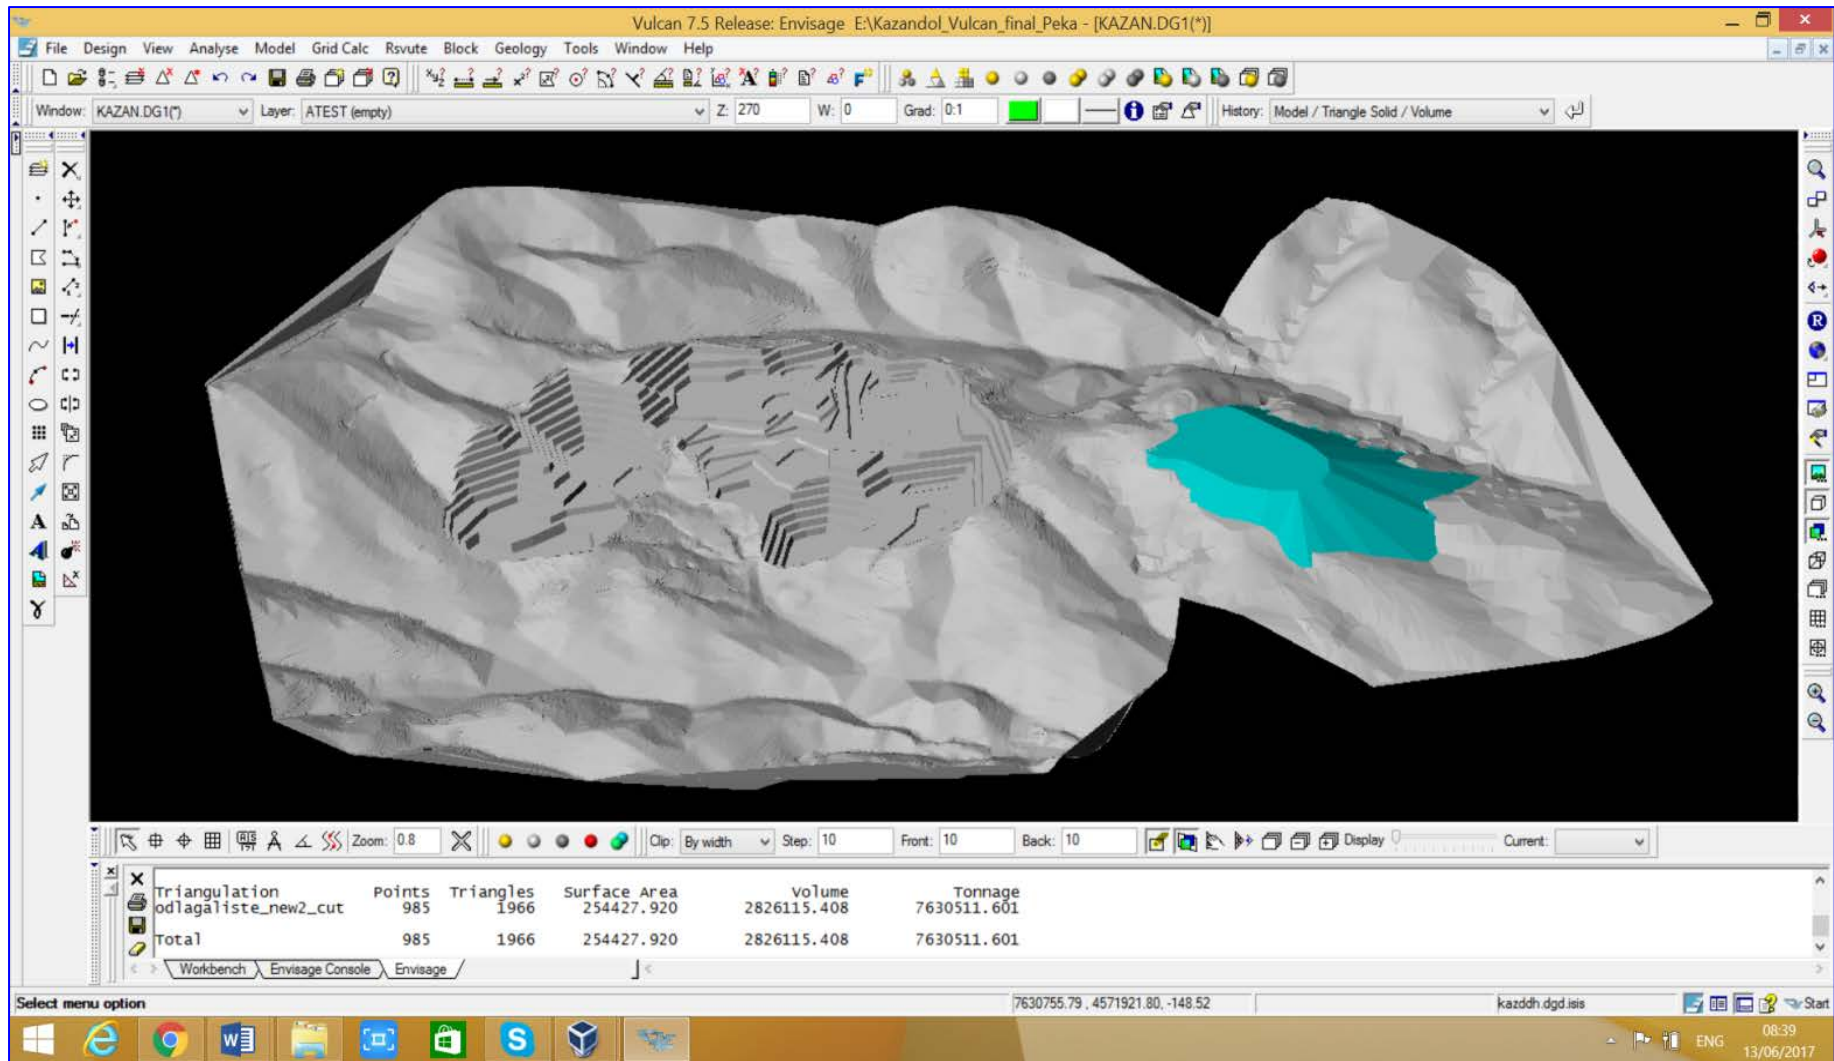 Vulcan 7.5 Release: Envisage E:\Kazandol_Vulcan_final_Peka - [KAZAN.DG1(*)]
File Design View Analyse Model Grid Calc Rsvute Block Geology Tools Window Help
Window: KAZAN.DG1(*) Layer: ATEST (empty) Z: 270 W: 0 Grad: 0:1 History: Model / Triangle Solid / Volume
Zoom: 0.8 Clip: By width Step: 10 Front: 10 Back: 10 Display Current:
Triangulation Points Triangles Surface Area Volume Tonnage
odlagaliste_new2_cut 985 1966 254427.920 2826115.408 7630511.601
Total 985 1966 254427.920 2826115.408 7630511.601
Workbench Envisage Console Envisage
Select menu option 7630755.79 , 4571921.80, -148.52 kazddh.dgd.isis Start
ENG 08:39
13/06/2017